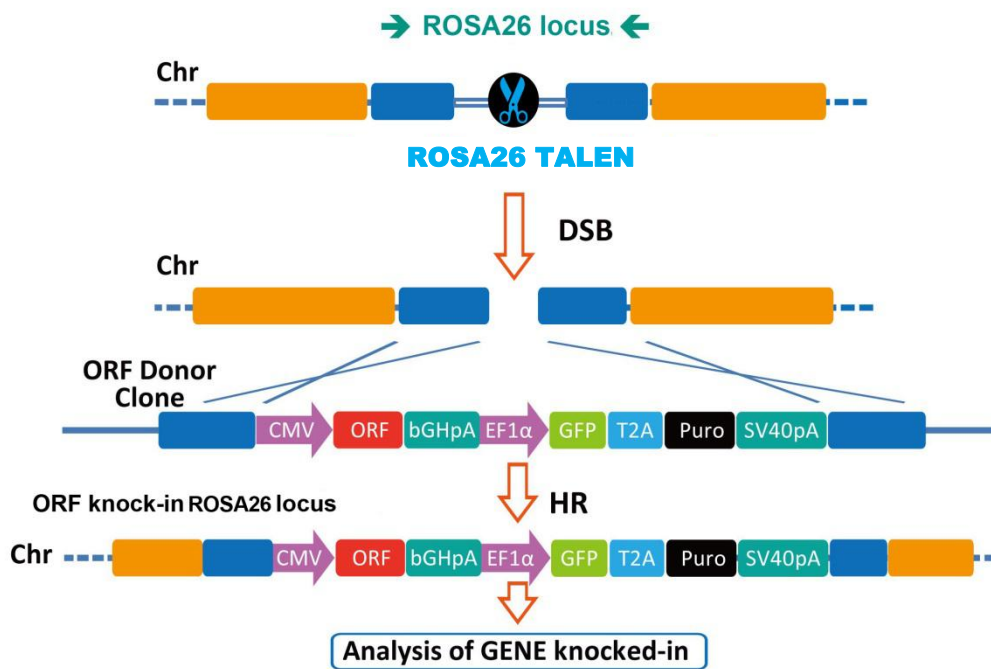 ROSA26 locus
Chr
ROSA26 TALEN
DSB
Chr
ORF Donor
Clone
CMV ORF bGHpA EF1α GFP T2A Puro SV40pA
HR
ORF knock-in ROSA26 locus
Chr
CMV ORF bGHpA EF1α GFP T2A Puro SV40pA
Analysis of GENE knocked-in